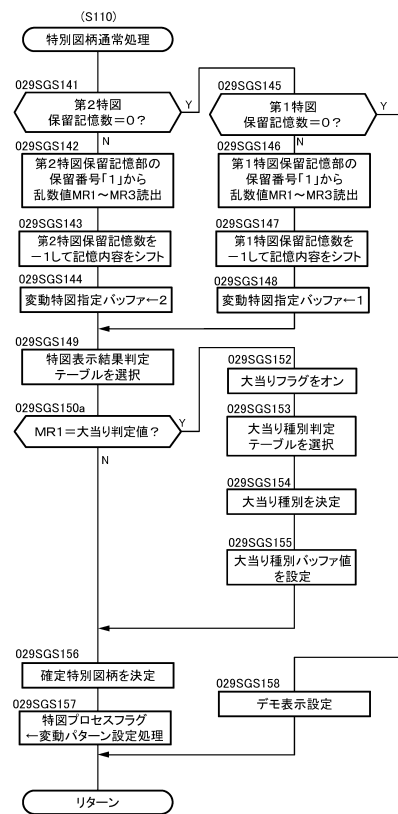 (S110)
特別図柄通常処理
029SGS141
第2特図
保留記憶数＝0？
Y
N
029SGS142
第2特図保留記憶部の
保留番号「1」から
乱数値MR1～MR3読出
029SGS143
第2特図保留記憶数を
－1して記憶内容をシフト
029SGS144
変動特図指定バッファ←2
029SGS145
第1特図
保留記憶数＝0？
Y
N
029SGS146
第1特図保留記憶部の
保留番号「1」から
乱数値MR1～MR3読出
029SGS147
第1特図保留記憶数を
－1して記憶内容をシフト
029SGS148
変動特図指定バッファ←1
029SGS149
特図表示結果判定
テーブルを選択
029SGS150a
MR1＝大当り判定値？
Y
N
029SGS152
大当りフラグをオン
029SGS153
大当り種別判定
テーブルを選択
029SGS154
大当り種別を決定
029SGS155
大当り種別バッファ値
を設定
029SGS156
確定特別図柄を決定
029SGS157
特図プロセスフラグ
←変動パターン設定処理
029SGS158
デモ表示設定
リターン